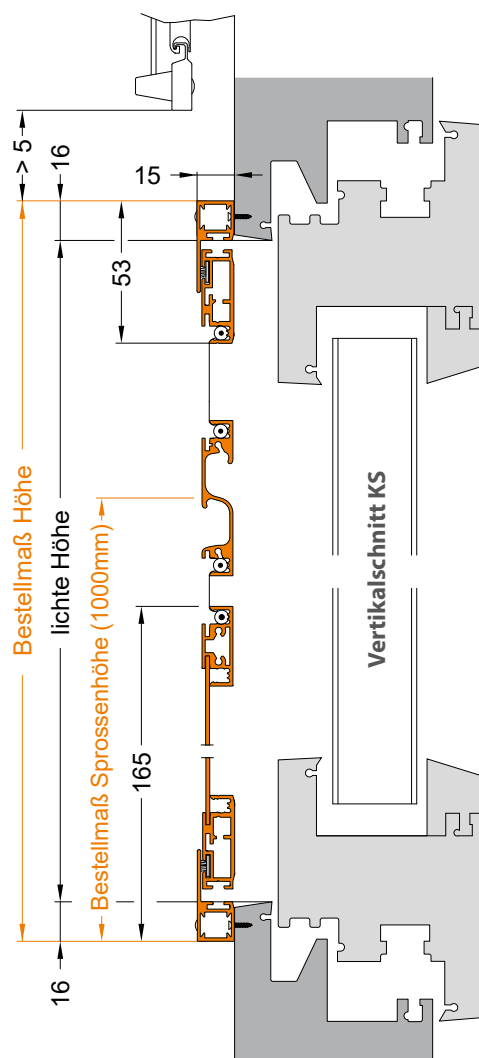 > 5
16
15
53
Bestellmaß Höhe
lichte Höhe
Bestellmaß Sprossenhöhe (1000mm)
Vertikalschnitt KS
165
16